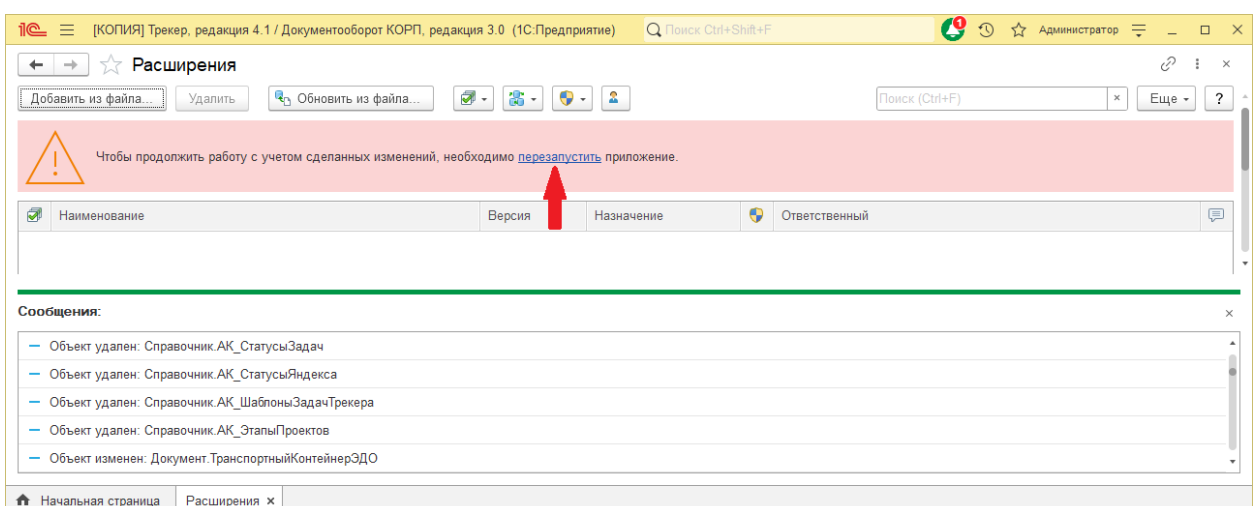 1С [КОПИЯ] Трекер, редакция 4.1 / Документооборот КОРП, редакция 3.0 (1С:Предприятие) Поиск Ctrl+Shift+F 9 Администратор
Расширения
Добавить из файла... Удалить Обновить из файла... Поиск (Ctrl+F) × Еще ?
Чтобы продолжить работу с учетом сделанных изменений, необходимо перезапустить приложение.
Наименование Версия Назначение Ответственный
Сообщения:
Объект удален: Справочник.АК_СтатусыЗадач
Объект удален: Справочник.АК_СтатусыЯндекса
Объект удален: Справочник.АК_ШаблоныЗадачТрекера
Объект удален: Справочник.АК_ЭтапыПроектов
Объект изменен: Документ.ТранспортныйКонтейнерЭДО
Начальная страница Расширения ×